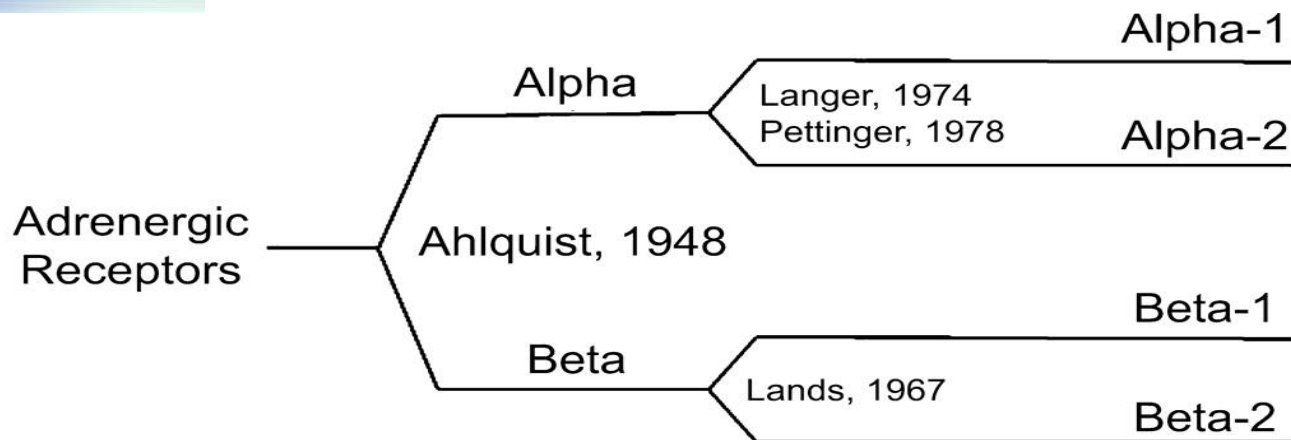 Alpha-1
Alpha
Langer, 1974
Pettinger, 1978
Alpha-2
Adrenergic
Receptors
Ahlquist, 1948
Beta-1
Beta
Lands, 1967
Beta-2